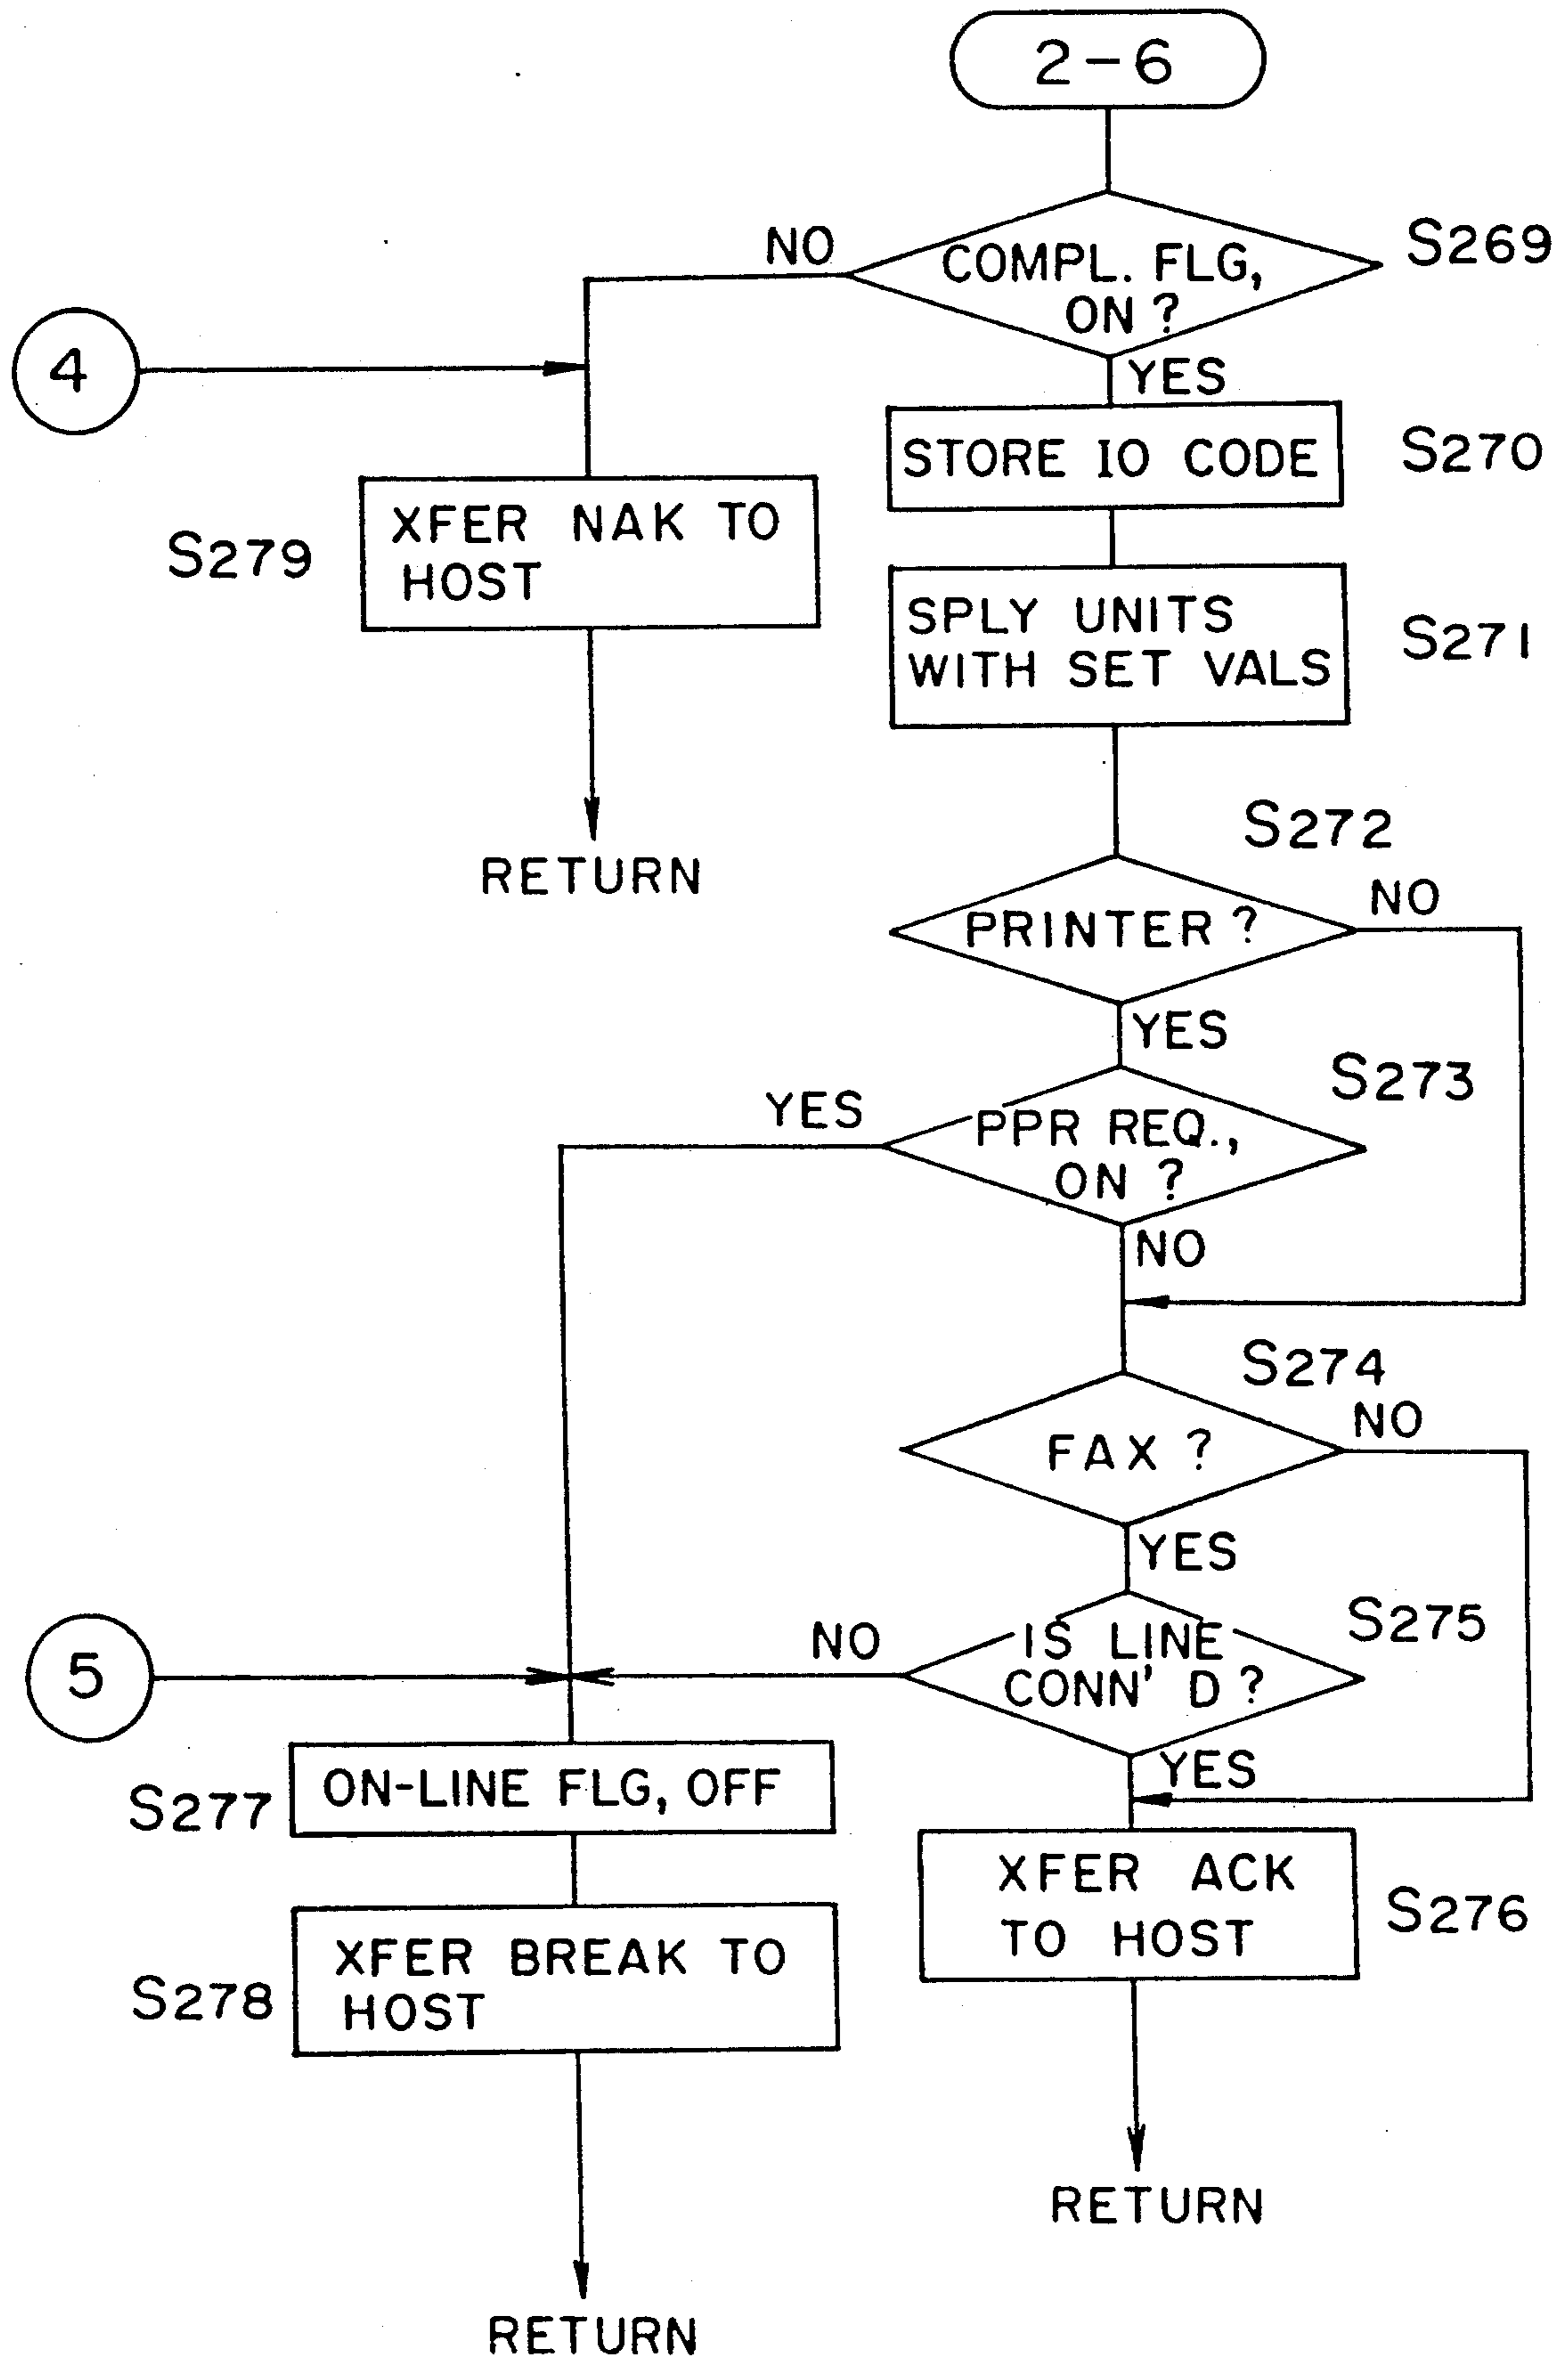 2-6
NO
COMPL. FLG,
ON ?
S269
4
YES
STORE IO CODE
S270
XFER NAK TO
HOST
S279
SPLY UNITS
WITH SET VALS
S271
RETURN
S272
PRINTER ?
NO
YES
S273
YES
PPR REQ.,
ON ?
NO
S274
FAX ?
NO
YES
S275
NO
IS LINE
CONN' D ?
5
YES
ON-LINE FLG, OFF
S277
XFER ACK
TO HOST
S276
XFER BREAK TO
HOST
S278
RETURN
RETURN